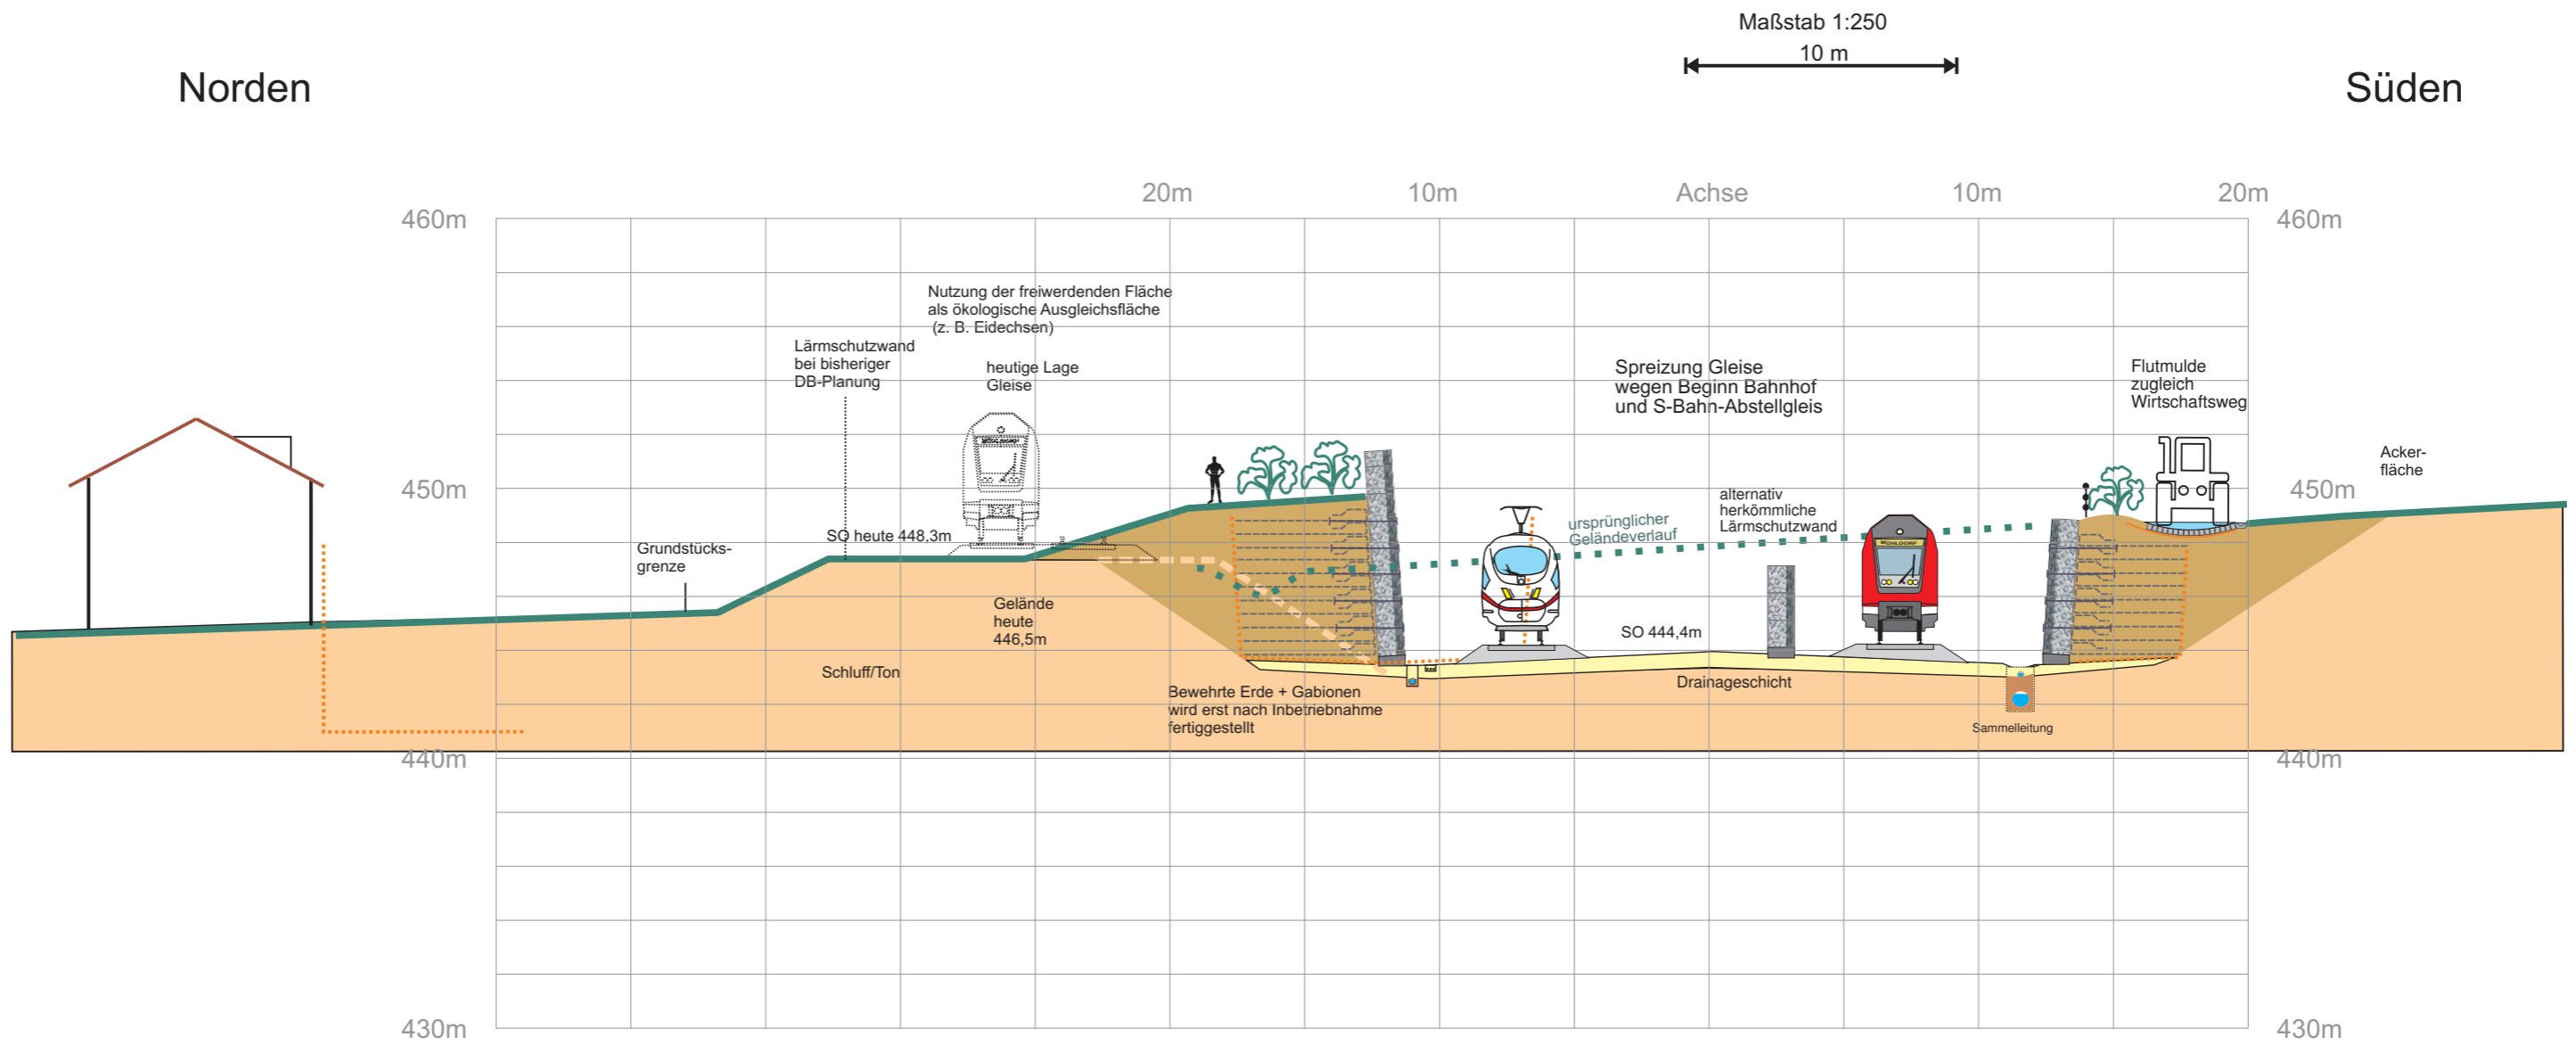 Maßstab 1:250
10 m
Norden
Süden
20m
10m
Achse
10m
20m
460m
460m
Nutzung der freiwerdenden Fläche
als ökologische Ausgleichsfläche
(z. B. Eidechsen)
Lärmschutzwand
bei bisheriger
DB-Planung
heutige Lage
Gleise
Spreizung Gleise
wegen Beginn Bahnhof
und S-Bahn-Abstellgleis
Flutmulde
zugleich
Wirtschaftsweg
Acker-
fläche
450m
450m
alternativ
herkömmliche
Lärmschutzwand
ursprünglicher
Geländeverlauf
SO heute 448,3m
Grundstücks-
grenze
MÜHLDORF
Gelände
heute
446,5m
SO 444,4m
Schluff/Ton
Drainageschicht
Bewehrte Erde + Gabionen
wird erst nach Inbetriebnahme
fertiggestellt
Sammelleitung
440m
440m
430m
430m